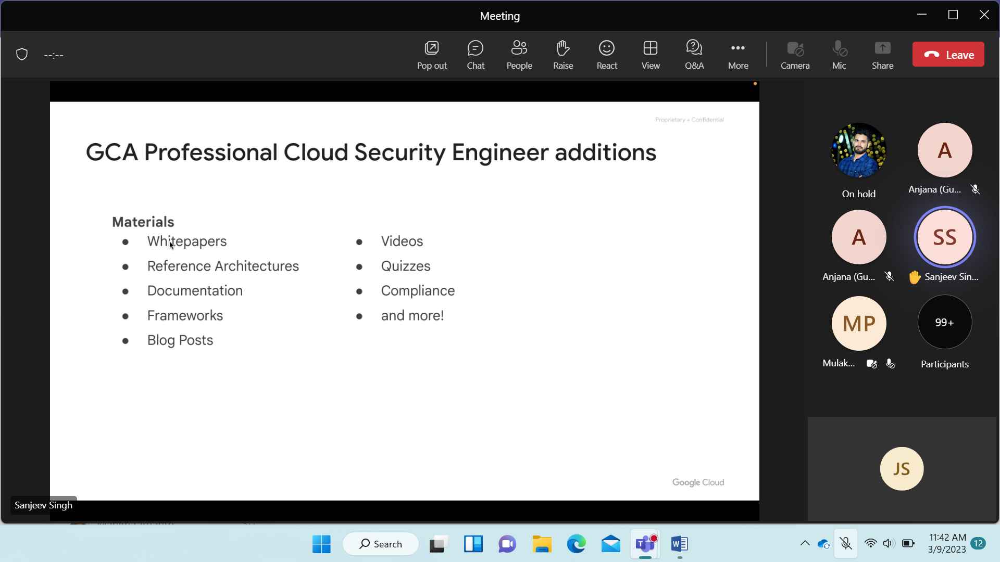 Meeting
--:--
Pop out
Chat
People
Raise
React
View
Q&A
More
Camera
Mic
Share
Leave
Proprietary + Confidential
GCA Professional Cloud Security Engineer additions
Materials
● Whitepapers
● Reference Architectures
● Documentation
● Frameworks
● Blog Posts
● Videos
● Quizzes
● Compliance
● and more!
Google Cloud
Sanjeev Singh
On hold
A
Anjana (Gu...
A
Anjana (Gu...
SS
Sanjeev Sin...
MP
Mulak...
99+
Participants
JS
Search
T
W
11:42 AM
3/9/2023
12